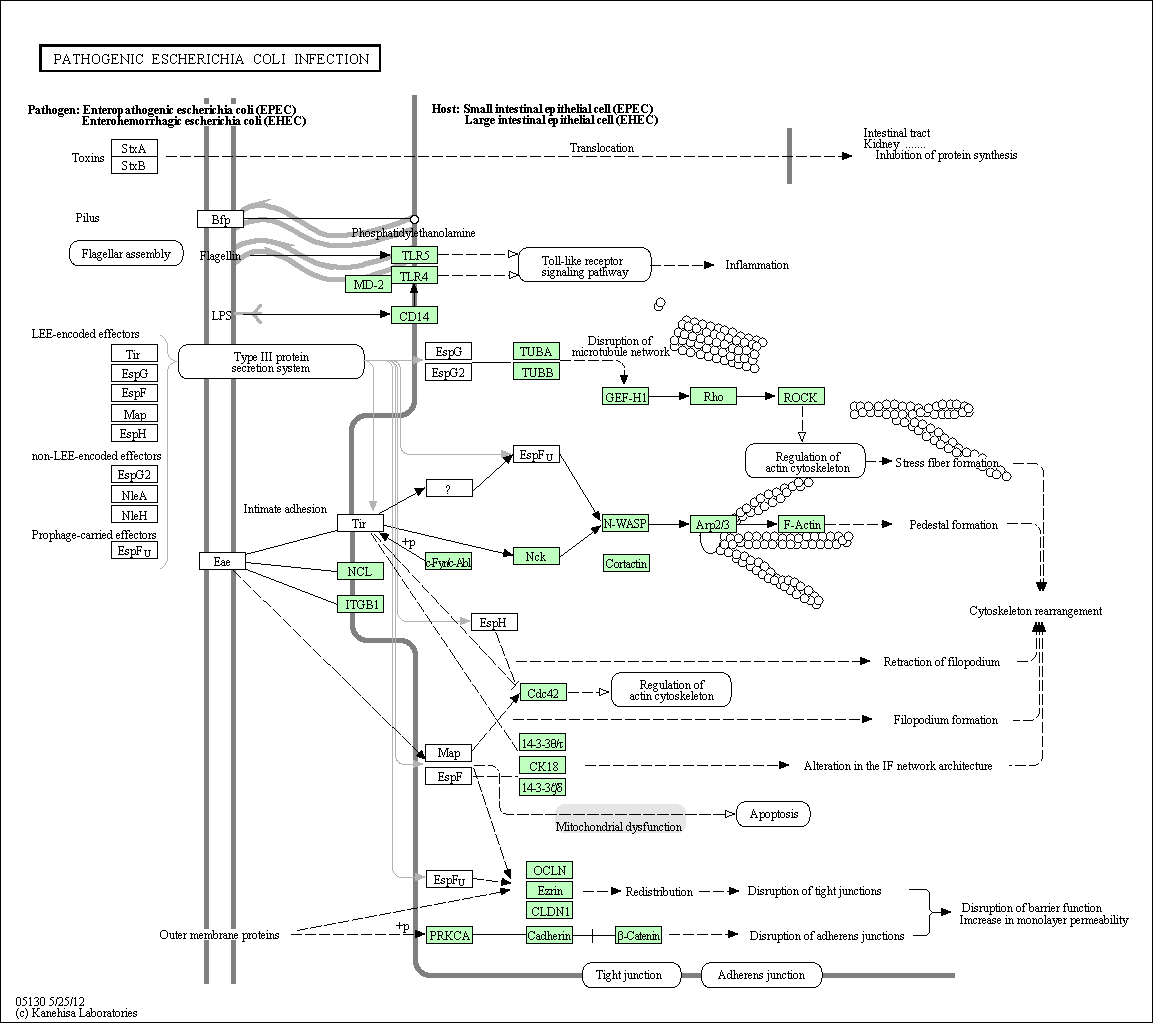 PATHOGENIC ESCHERICHIA COLI INFECTION
Pathogen: Enteropathogenic escherichia coli (EPEC)
Enterohemorrhagic escherichia coli (EHEC)
Host: Small intestinal epithelial cell (EPEC)
Large intestinal epithelial cell (EHEC)
Toxins
StxA
StxB
Translocation
Intestinal tract
Kidney ......
Inhibition of protein synthesis
Pilus
Bfp
Phosphatidylethanolamine
Flagellar assembly
Flagellin
TLR5
TLR4
MD-2
Toll-like receptor
signaling pathway
Inflammation
LPS
CD14
LEE-encoded effectors
Tir
EspG
EspF
Map
EspH
non-LEE-encoded effectors
EspG2
NleA
NleH
Prophage-carried effectors
EspFU
Type III protein
secretion system
EspG
EspG2
TUBA
TUBB
Disruption of
microtubule network
GEF-H1
Rho
ROCK
Regulation of
actin cytoskeleton
Stress fiber formation
EspFU
?
Intimate adhesion
Tir
+p
c-Fyn/c-Abl
Nck
N-WASP
Cortactin
Arp2/3
F-Actin
Pedestal formation
Eae
NCL
ITGB1
Cytoskeleton rearrangement
EspH
Retraction of filopodium
Cdc42
Regulation of
actin cytoskeleton
Filopodium formation
Map
EspF
14-3-3θ/τ
CK18
14-3-3ζ/δ
Alteration in the IF network architecture
Mitochondrial dysfunction
Apoptosis
EspFU
OCLN
Ezrin
CLDN1
Redistribution
Disruption of tight junctions
Disruption of barrier function
Imcrease in monolayer permeability
Outer membrane proteins
+p
PRKCA
Cadherin
β-Catenin
Disruption of adherens junctions
Tight junction
Adherens junction
05130 5/25/12
(c) Kanehisa Laboratories